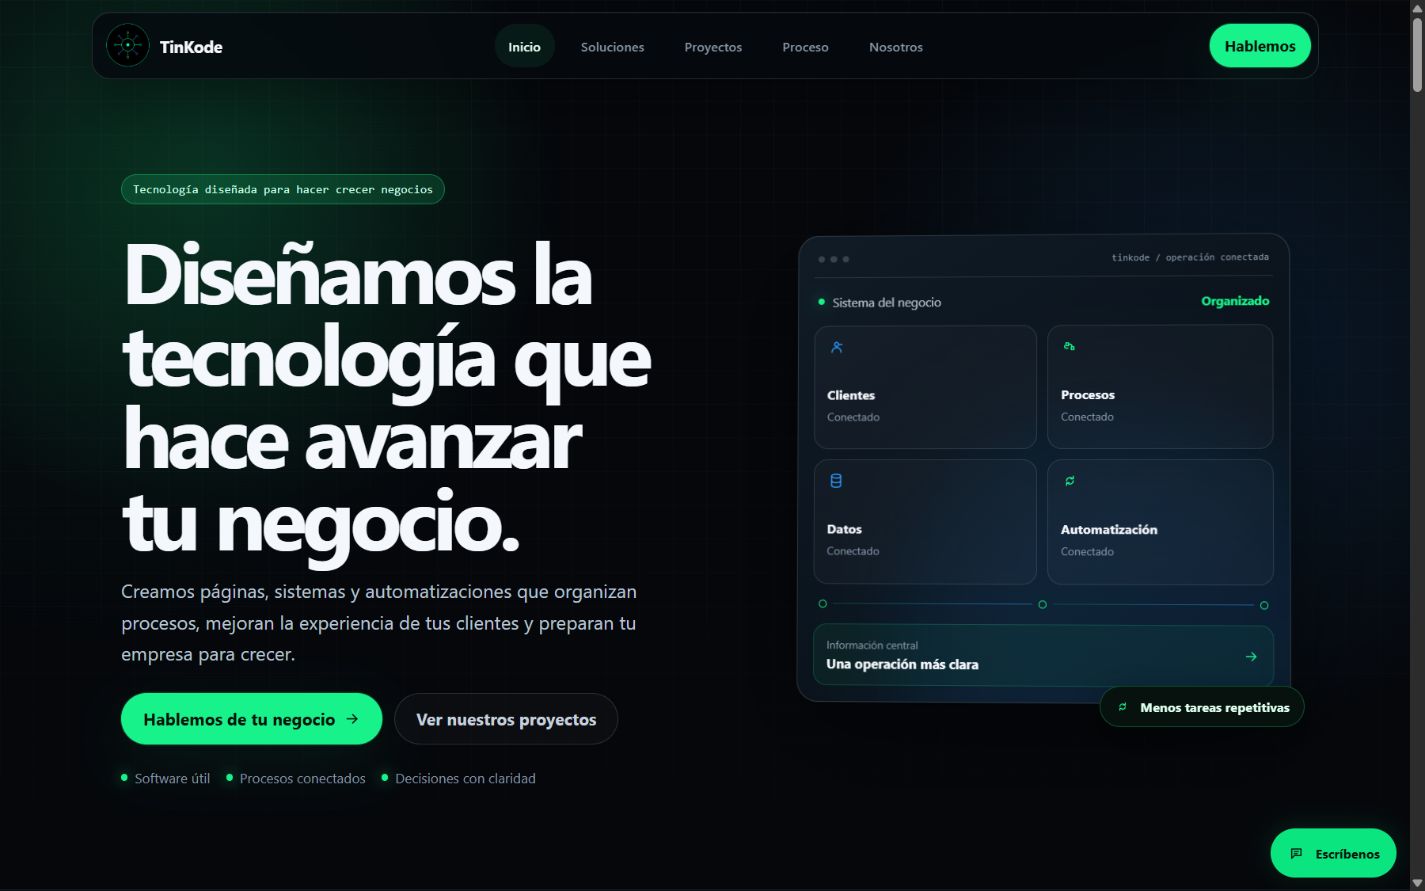 TinKode
Inicio
Soluciones
Proyectos
Proceso
Nosotros
Hablemos
Tecnología diseñada para hacer crecer negocios
Diseñamos la
tecnología que
hace avanzar
tu negocio.
Creamos páginas, sistemas y automatizaciones que organizan
procesos, mejoran la experiencia de tus clientes y preparan tu
empresa para crecer.
Hablemos de tu negocio →
Ver nuestros proyectos
Software útil
Procesos conectados
Decisiones con claridad
tinkode / operación conectada
Sistema del negocio
Organizado
Clientes
Conectado
Procesos
Conectado
Datos
Conectado
Automatización
Conectado
Información central
Una operación más clara
→
Menos tareas repetitivas
Escríbenos